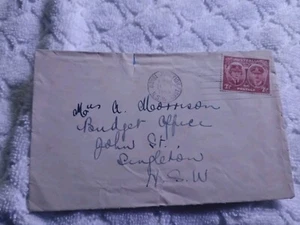 Mrs A. Morrison
Budget Office
John St.
Singleton
N.S.W